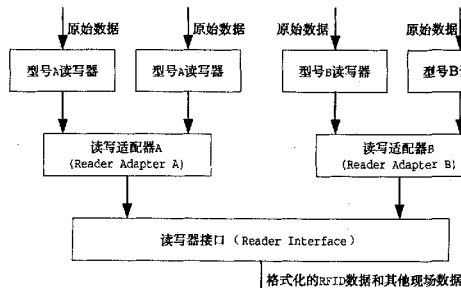 原始数据 原始数据 原始数据 原始数据
型号A读写器 型号A读写器 型号B读写器 型号B
读写适配器A 读写适配器B
(Reader Adapter A) (Reader Adapter B)
读写器接口（Reader Interface）
格式化的RFID数据和其他现场数据